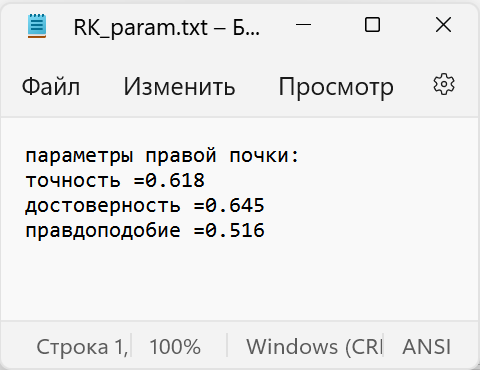 RK_param.txt – Б...
Файл Изменить Просмотр
параметры правой почки:
точность =0.618
достоверность =0.645
правдоподобие =0.516
Строка 1, 100% Windows (CRI ANSI